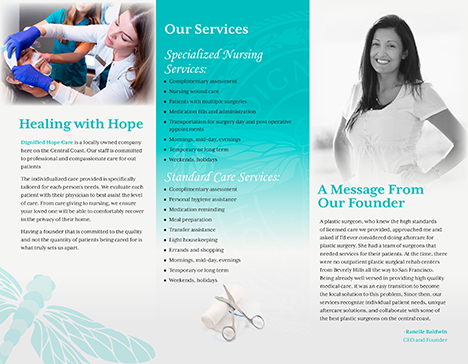 Healing with Hope
Dignified Hope Care is a locally owned company
here on the Central Coast. Our staff is committed
to professional and compassionate care for out
patients
The individualized care provided is specifically
tailored for each person's needs. We evaluate each
patient with their physician to best assist the level
of care. From care giving to nursing, we ensure
your loved one will be able to comfortably recover
in the privacy of their home.
Having a founder that is committed to the quality
and not the quantity of patients being cared for is
what truly sets us apart.
Our Services
Specialized Nursing
Services:
• Complimentary assessment
• Nursing wound care
• Patients with multiple surgeries
• Medication fills and administration
• Transportation for surgery day and post operative
appointments
• Mornings, mid-day, evenings
• Temporary or long term
• Weekends, holidays
Standard Care Services:
• Complimentary assessment
• Personal hygiene assistance
• Medication reminding
• Meal preparation
• Transfer assistance
• Light housekeeping
• Errands and shopping
• Mornings, mid-day, evenings
• Temporary or long term
• Weekends, holidays
A Message From
Our Founder
A plastic surgeon, who knew the high standards
of licensed care we provided, approached me and
asked if I'd ever considered doing aftercare for
plastic surgery. She had a team of surgeons that
needed services for their patients. At the time, there
were no outpatient plastic surgical rehab centers
from Beverly Hills all the way to San Francisco.
Being already well versed in providing high quality
medical care, it was an easy transition to become
the local solution to this problem. Since then, our
services recognize individual patient needs, unique
aftercare solutions, and collaborate with some of
the best plastic surgeons on the central coast.
-Ranelle Baldwin
CEO and Founder